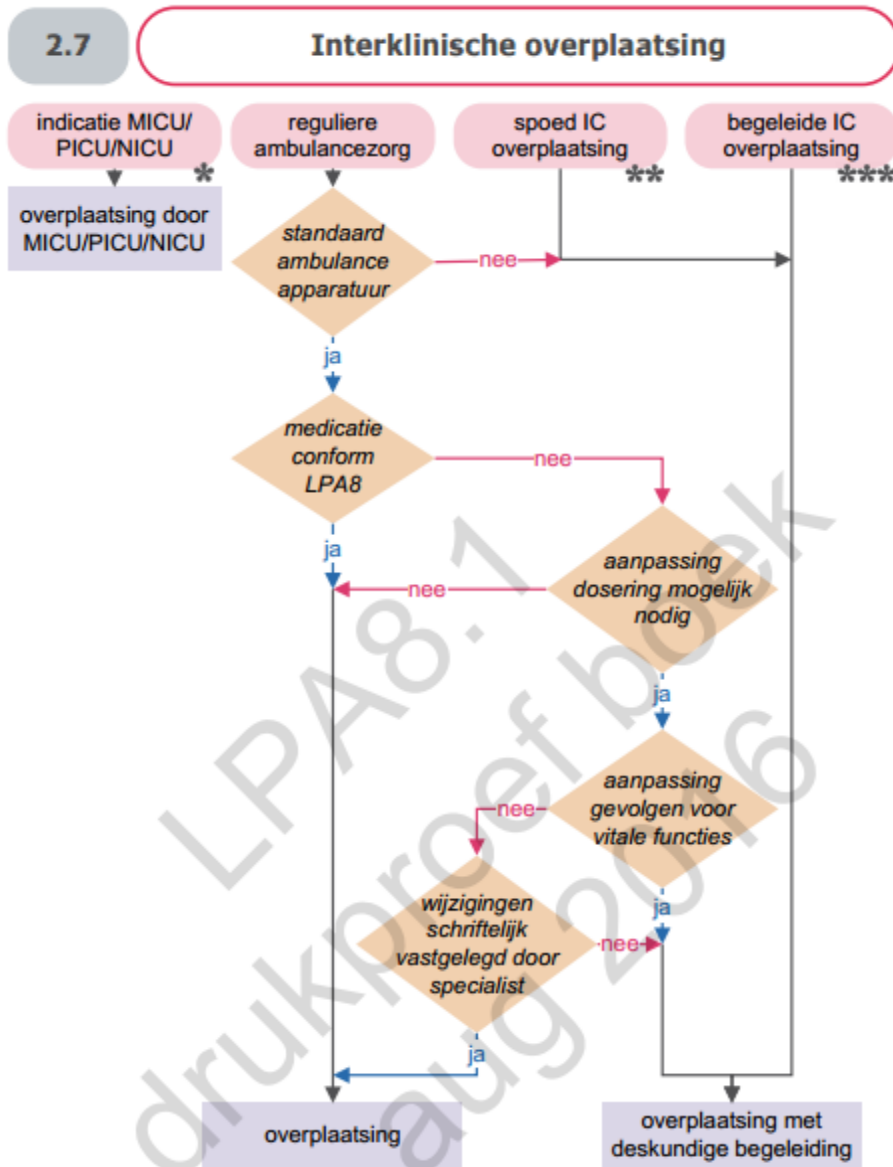 2.7
Interklinische overplaatsing
indicatie MICU/
PICU/NICU
*
reguliere
ambulancezorg
spoed IC
overplaatsing
**
begeleide IC
overplaatsing
***
overplaatsing door
MICU/PICU/NICU
standaard
ambulance
apparatuur
nee
ja
medicatie
conform
LPA8
nee
ja
aanpassing
dosering mogelijk
nodig
nee
ja
aanpassing
gevolgen voor
vitale functies
nee
ja
wijzigingen
schriftelijk
vastgelegd door
specialist
nee
ja
overplaatsing
overplaatsing met
deskundige begeleiding
LPA8.1
drukproef boek
aug 2016